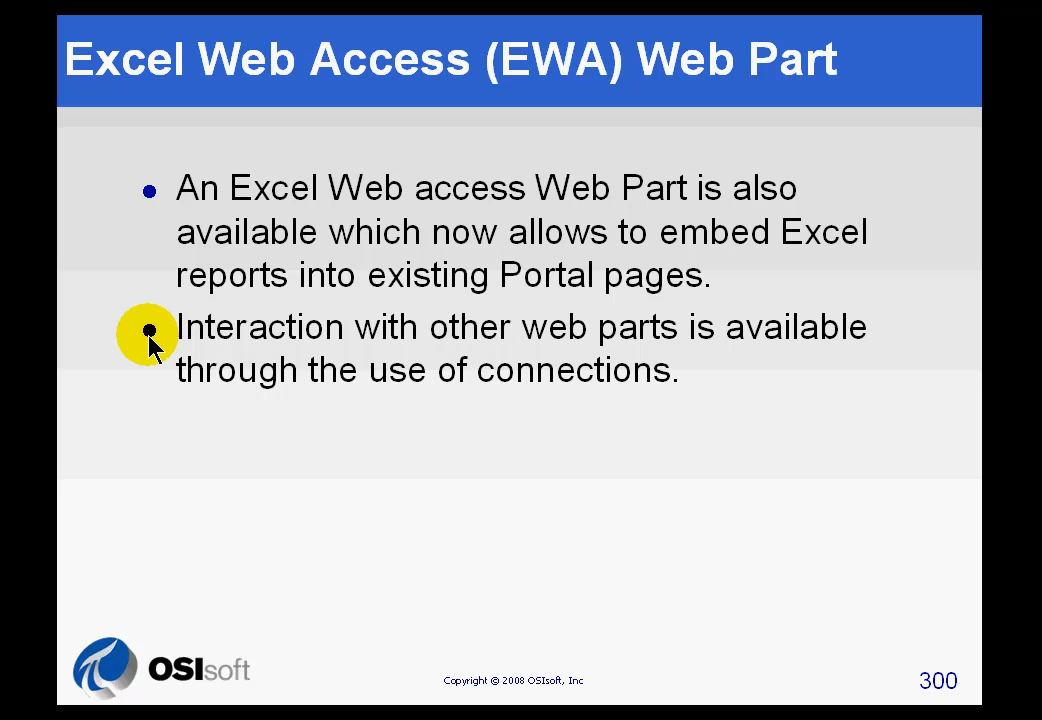 Excel Web Access (EWA) Web Part
An Excel Web access Web Part is also
available which now allows to embed Excel
reports into existing Portal pages.
Interaction with other web parts is available
through the use of connections.
OSIsoft
Copyright © 2008 OSIsoft, Inc
300